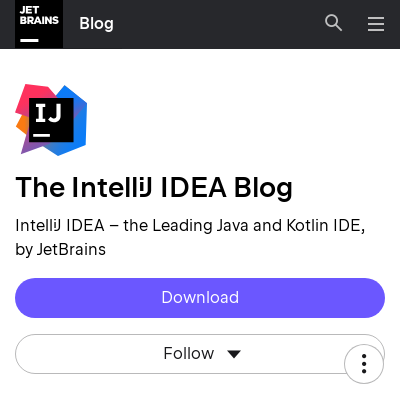 JET
BRAINS
Blog
IJ
The IntelliJ IDEA Blog
IntelliJ IDEA – the Leading Java and Kotlin IDE,
by JetBrains
Download
Follow